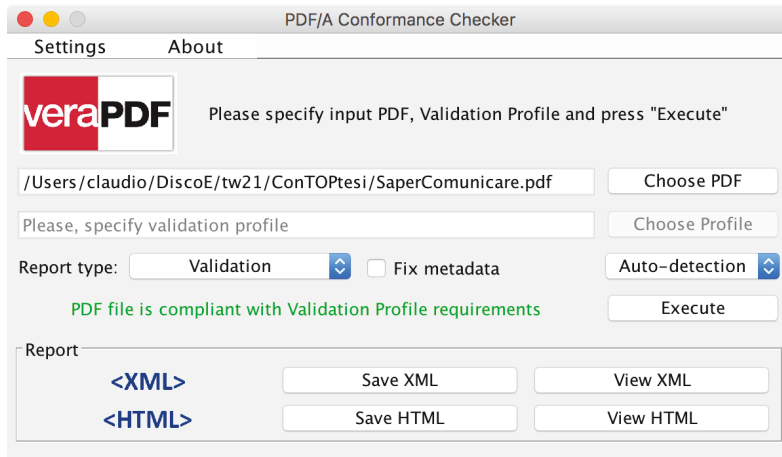 PDF/A Conformance Checker
Settings About
veraPDF
Please specify input PDF, Validation Profile and press "Execute"
/Users/claudio/DiscoE/tw21/ConTOPtesi/SaperComunicare.pdf Choose PDF
Please, specify validation profile Choose Profile
Report type: Validation Fix metadata Auto-detection
PDF file is compliant with Validation Profile requirements Execute
Report
<XML> Save XML View XML
<HTML> Save HTML View HTML